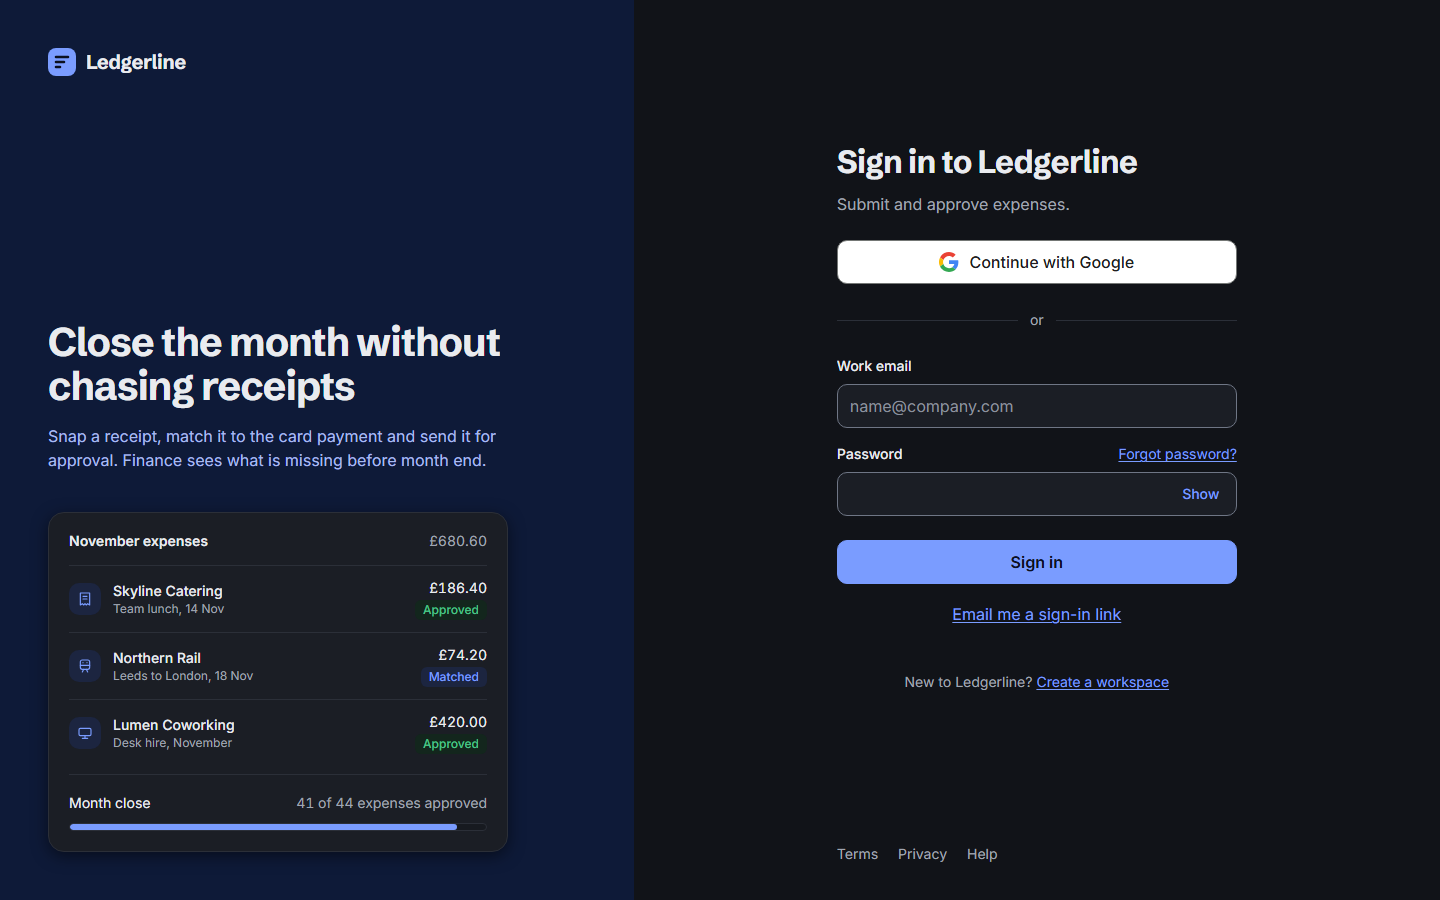 Ledgerline
Close the month without
chasing receipts
Snap a receipt, match it to the card payment and send it for
approval. Finance sees what is missing before month end.
November expenses £680.60
Skyline Catering £186.40
Team lunch, 14 Nov Approved
Northern Rail £74.20
Leeds to London, 18 Nov Matched
Lumen Coworking £420.00
Desk hire, November Approved
Month close 41 of 44 expenses approved
Sign in to Ledgerline
Submit and approve expenses.
Continue with Google
or
Work email
name@company.com
Password Forgot password?
Show
Sign in
Email me a sign-in link
New to Ledgerline? Create a workspace
Terms Privacy Help